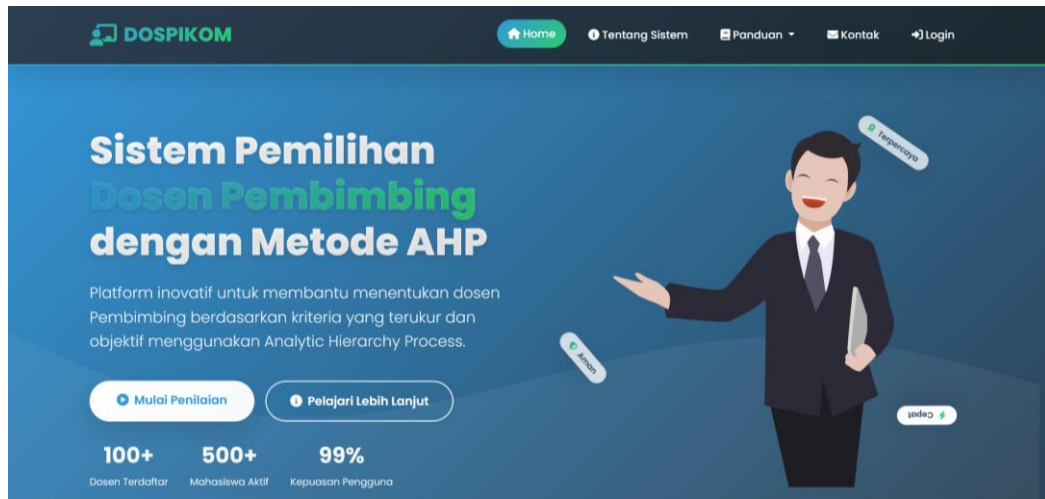 DOSPIKOM
Home
Tentang Sistem
Panduan
Kontak
Login
Sistem Pemilihan
Dosen Pembimbing
dengan Metode AHP
Platform inovatif untuk membantu menentukan dosen
Pembimbing berdasarkan kriteria yang terukur dan
objektif menggunakan Analytic Hierarchy Process.
Mulai Penilaian
Pelajari Lebih Lanjut
100+
Dosen Terdaftar
500+
Mahasiswa Aktif
99%
Kepuasan Pengguna
Terpercaya
Aman
Cepat